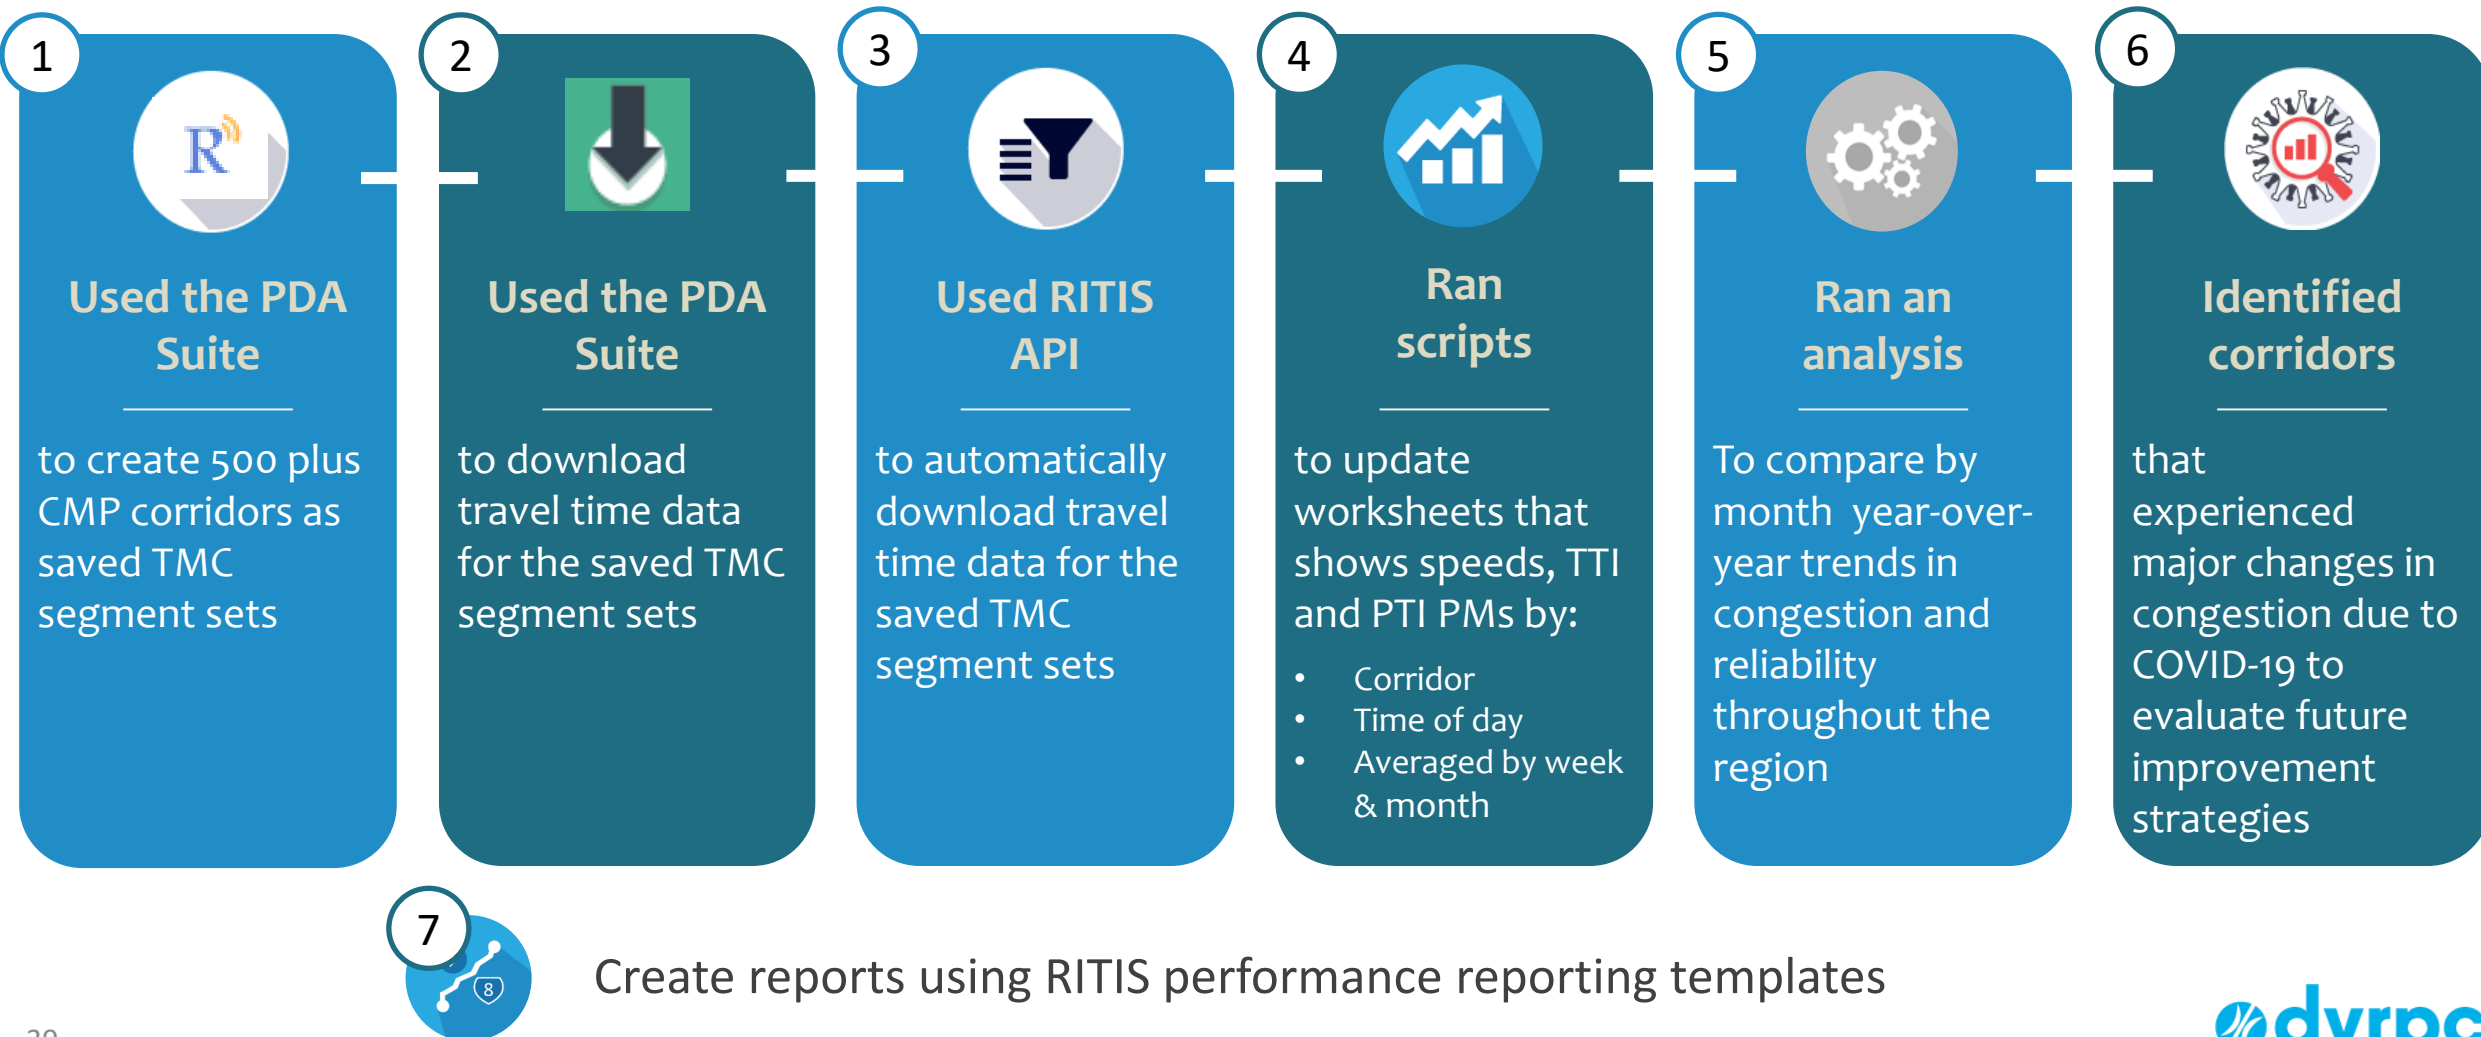 1
R
Used the PDA
Suite
to create 500 plus
CMP corridors as
saved TMC
segment sets
2
Used the PDA
Suite
to download
travel time data
for the saved TMC
segment sets
3
Used RITIS
API
to automatically
download travel
time data for the
saved TMC
segment sets
4
Ran
scripts
to update
worksheets that
shows speeds, TTI
and PTI PMs by:
• Corridor
• Time of day
• Averaged by week
& month
5
Ran an
analysis
To compare by
month year-over-
year trends in
congestion and
reliability
throughout the
region
6
Identified
corridors
that
experienced
major changes in
congestion due to
COVID-19 to
evaluate future
improvement
strategies
7
8
Create reports using RITIS performance reporting templates
dvrpc